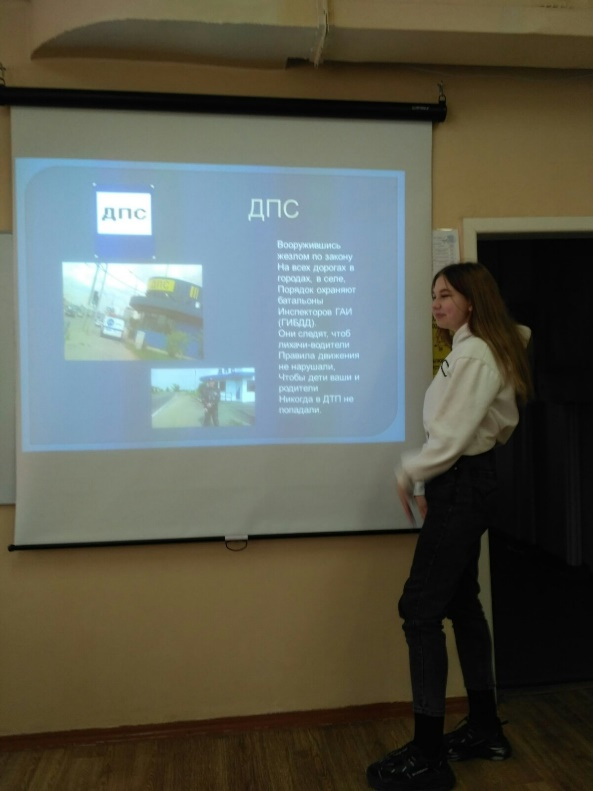 ДПС
ДПС
ДПС
Вооружившись
жезлом по закону
На всех дорогах в
городах, в селе,
Порядок охраняют
батальоны
Инспекторов ГАИ
(ГИБДД).
Они следят, чтоб
лихачи-водители
Правила движения
не нарушали,
Чтобы дети ваши и
родители
Никогда в ДТП не
попадали.